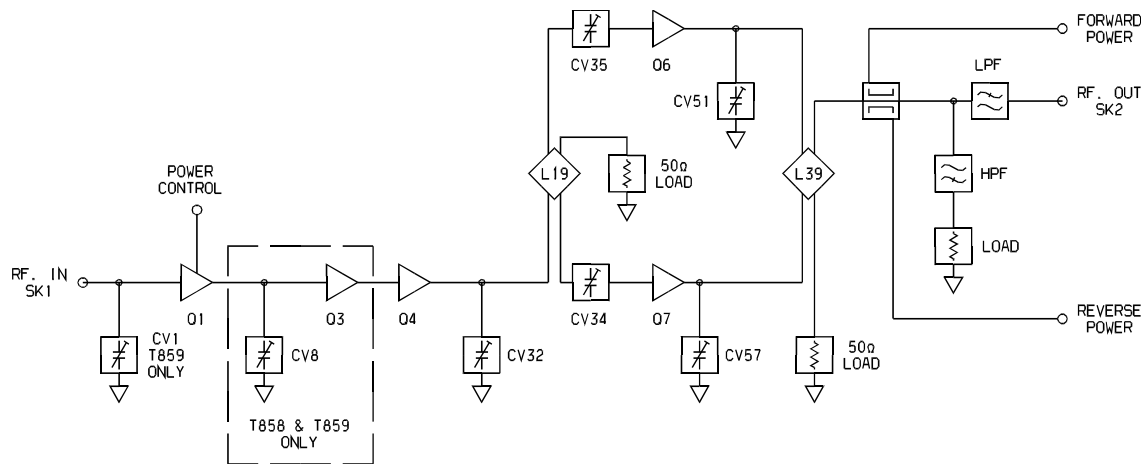 FORWARD
POWER
CV35
Q6
LPF
CV51
RF. OUT
SK2
POWER
CONTROL
L19
50Ω
LOAD
L39
HPF
LOAD
RF. IN
SK1
Q1
Q3
Q4
CV34
Q7
REVERSE
POWER
CV1
T859
ONLY
CV8
CV32
CV57
50Ω
LOAD
T858 & T859
ONLY